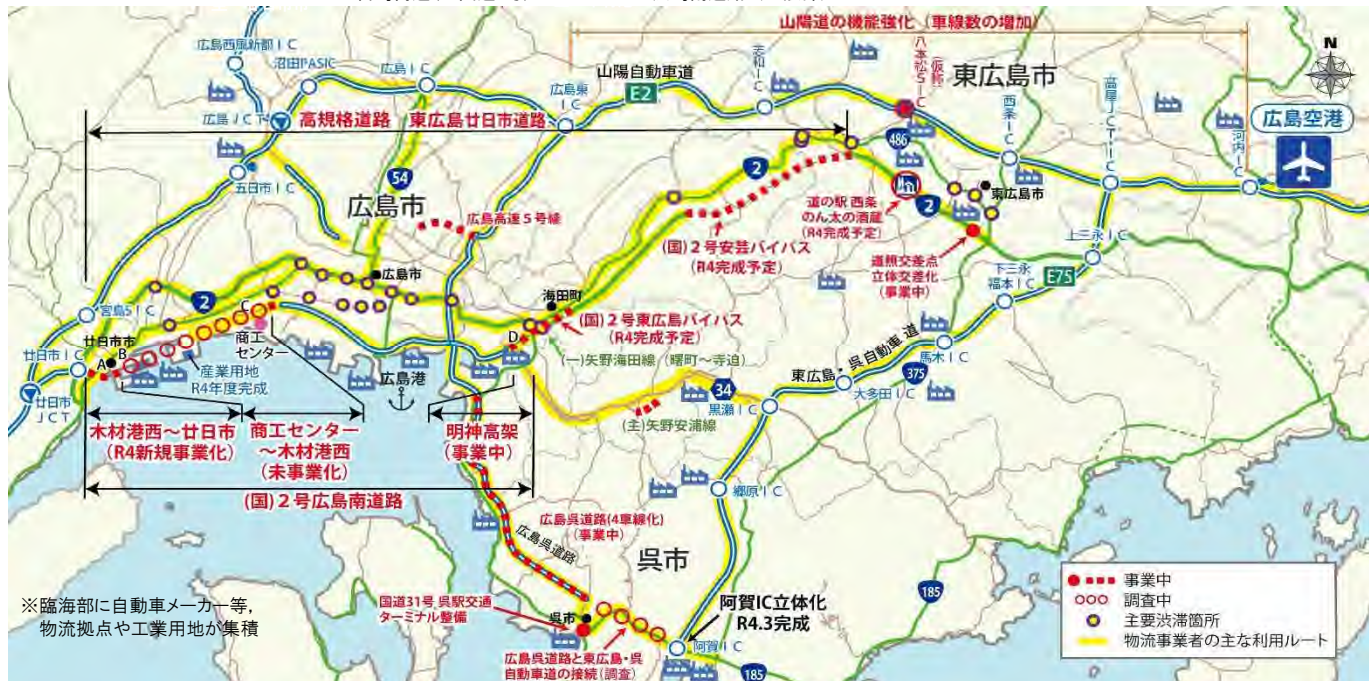 山陽道の機能強化（車線数の増加）
広島西風新都ＩＣ
沼田PASIC
広島ＩＣ
広島東
ＩＣ
山陽自動車道
E2
志和ＩＣ
(仮称)
八本松ＳＩＣ
東広島市
N
西条ＩＣ
高屋ＪＣＴ・ＩＣ
河内ＩＣ
広島空港
広島ＪＣＴ
高規格道路　東広島廿日市道路
五日市ＩＣ
54
広島市
広島高速５号線
486
2
道の駅 西条
のん太の酒蔵
(R4完成予定)
2
東広島市
(国)２号安芸バイパス
(R4完成予定)
道照交差点
立体交差化
(事業中)
上三永ＩＣ
E75
下三永
福本ＩＣ
広島市
海田町
2
宮島ＳＩＣ
(国)２号東広島バイパス
(R4完成予定)
(一)矢野海田線（曙町～寺迫）
D
C
商工
センター
廿日市市
廿日市ＩＣ
A
B
産業用地
R4年度完成
廿日市
ＪＣＴ
広島港
東広島・呉自動車道
馬木ＩＣ
375
大多田ＩＣ
34
黒瀬ＩＣ
(主)矢野安浦線
木材港西～廿日市
(R4新規事業化)
商工センター
～木材港西
(未事業化)
明神高架
(事業中)
(国)２号広島南道路
郷原ＩＣ
広島呉道路(4車線化)
(事業中)
広島呉道路
呉市
国道31号 呉駅交通
ターミナル整備
呉市
阿賀IC立体化
R4.3完成
阿賀ＩＣ
広島呉道路と東広島・呉
自動車道の接続(調査)
185
185
※臨海部に自動車メーカー等，
物流拠点や工業用地が集積
事業中
調査中
主要渋滞箇所
物流事業者の主な利用ルート